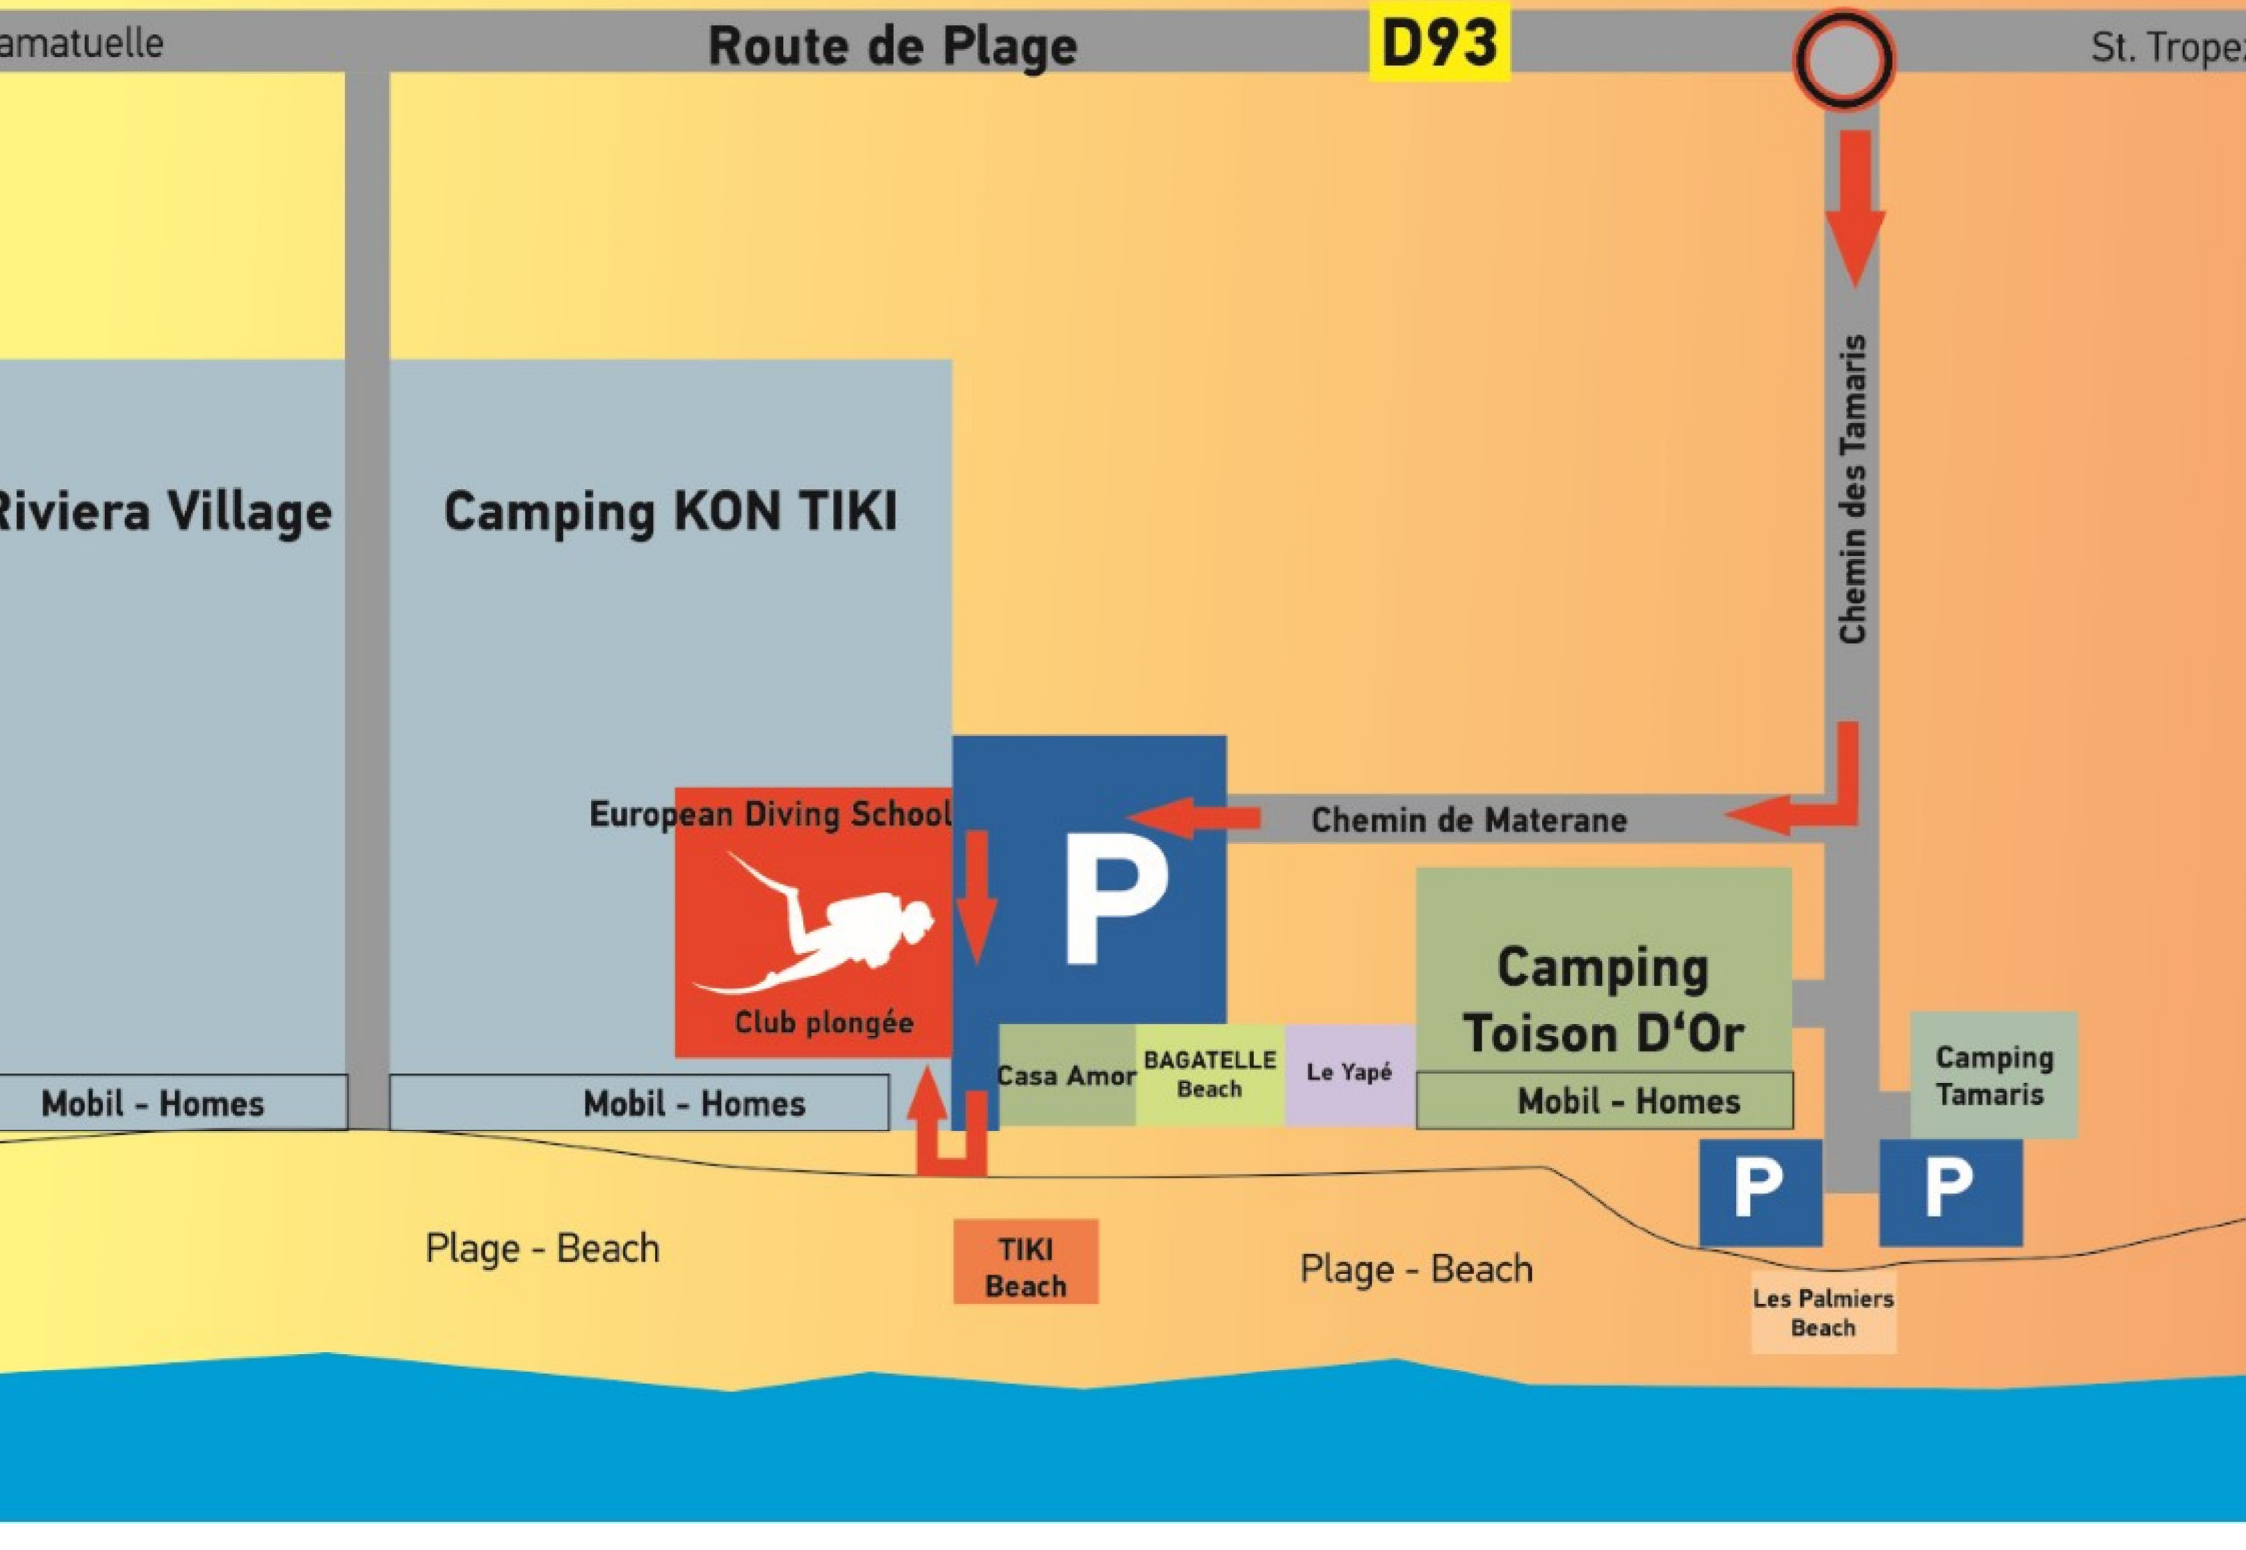 amatuelle
Route de Plage
D93
St. Tropez
Chemin des Tamaris
Riviera Village
Camping KON TIKI
European Diving School
Club plongée
P
Chemin de Materane
Camping
Toison D‘Or
Mobil - Homes
Mobil - Homes
Mobil - Homes
Casa Amor
BAGATELLE
Beach
Le Yapé
Camping
Tamaris
P
P
Plage - Beach
TIKI
Beach
Plage - Beach
Les Palmiers
Beach